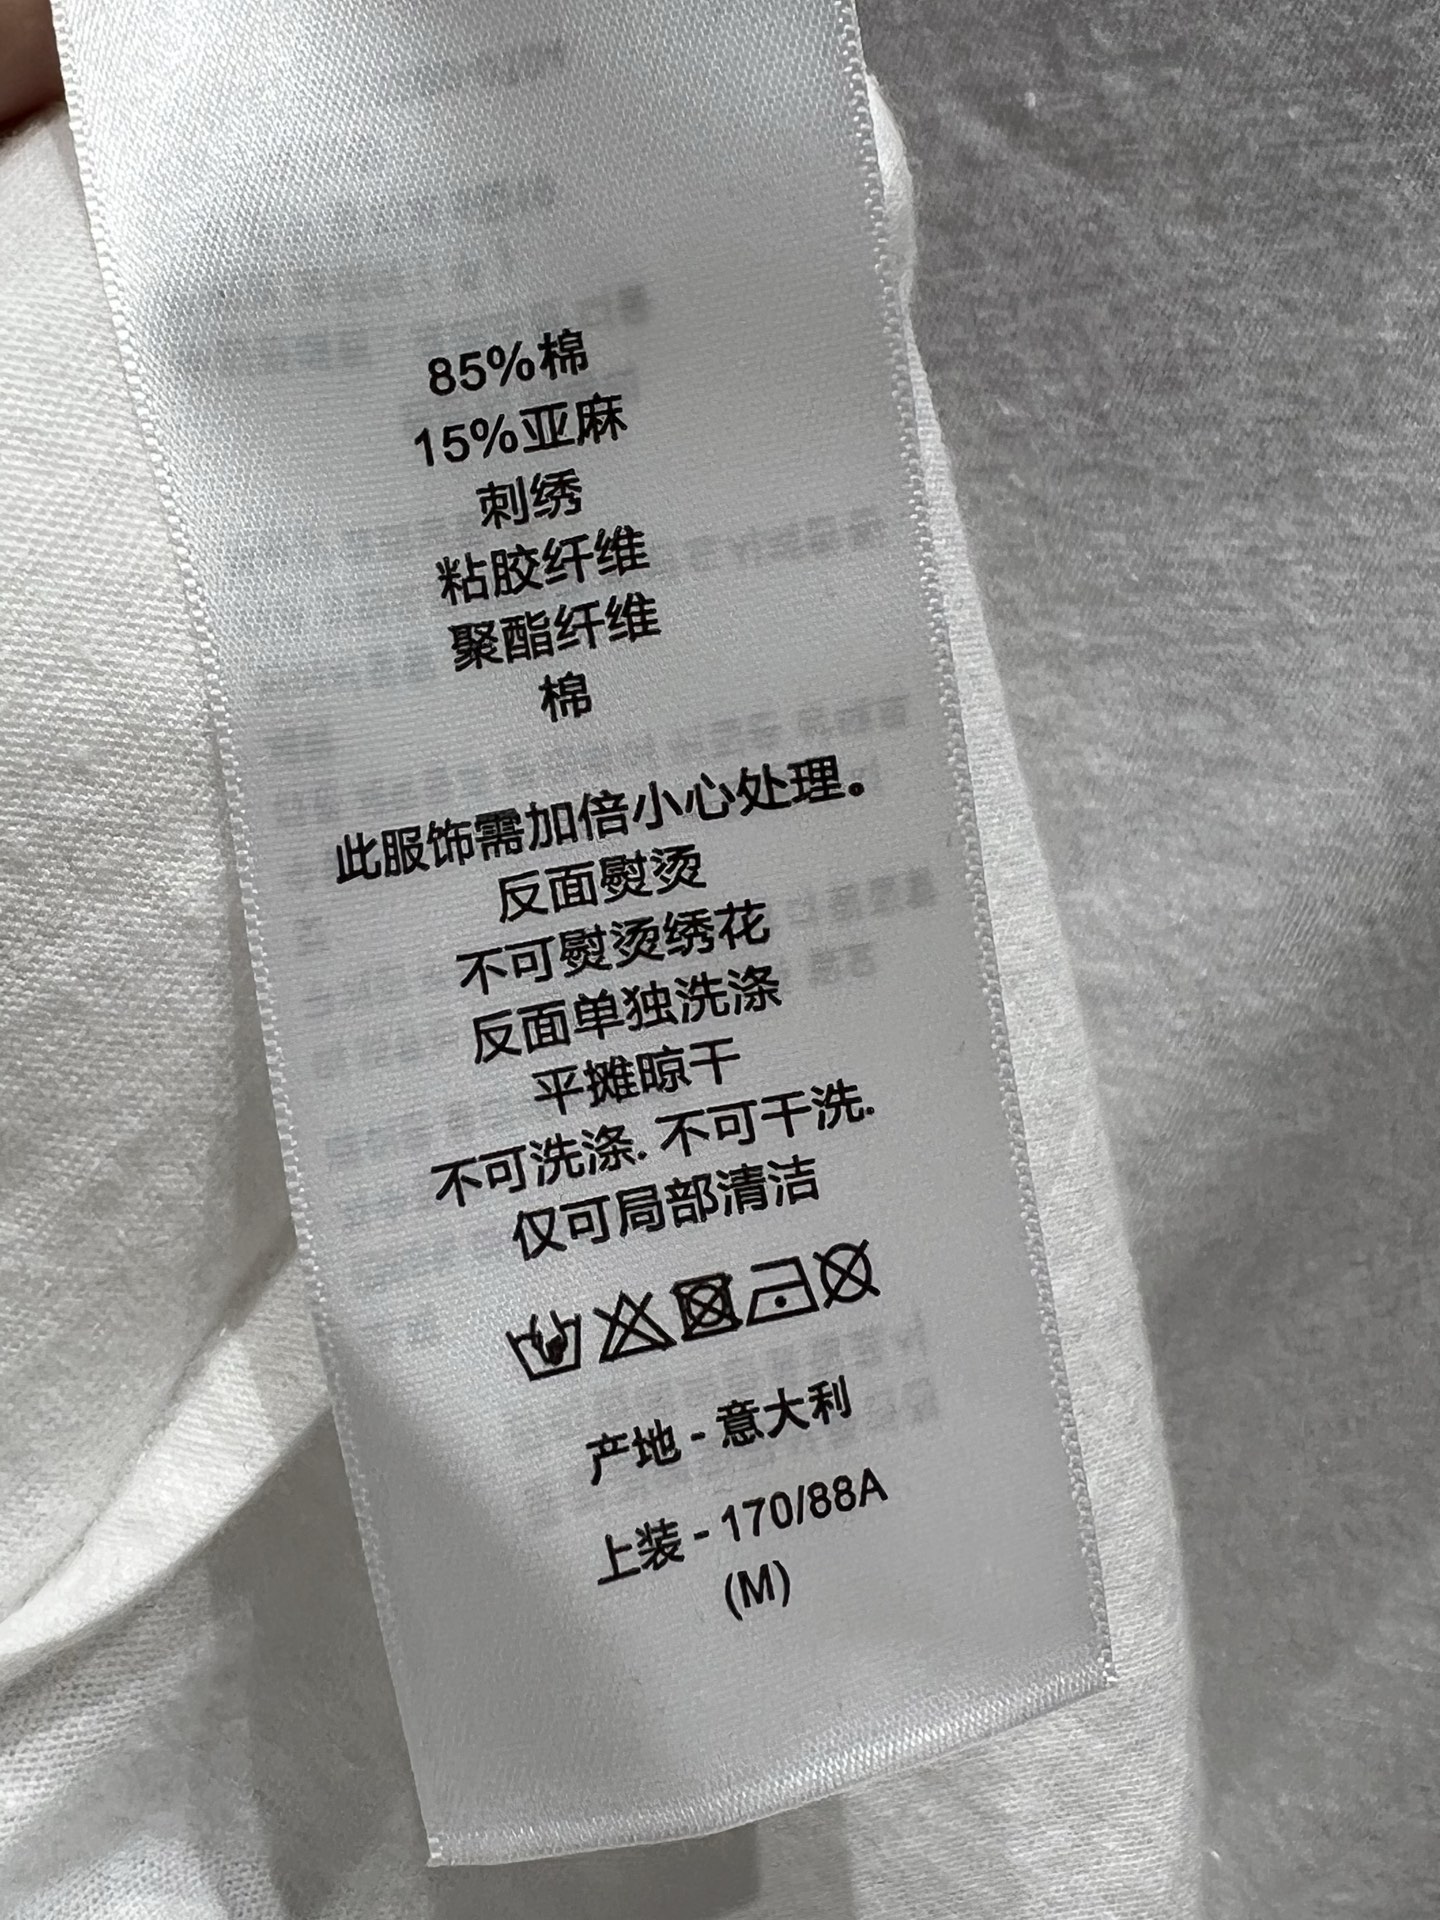 85%棉
15%亚麻
刺绣
粘胶纤维
聚酯纤维
棉
此服饰需加倍小心处理。
反面熨烫
不可熨烫绣花
反面单独洗涤
平摊晾干
不可洗涤. 不可干洗.
仅可局部清洁
产地 - 意大利
上装 - 170/88A
(M)